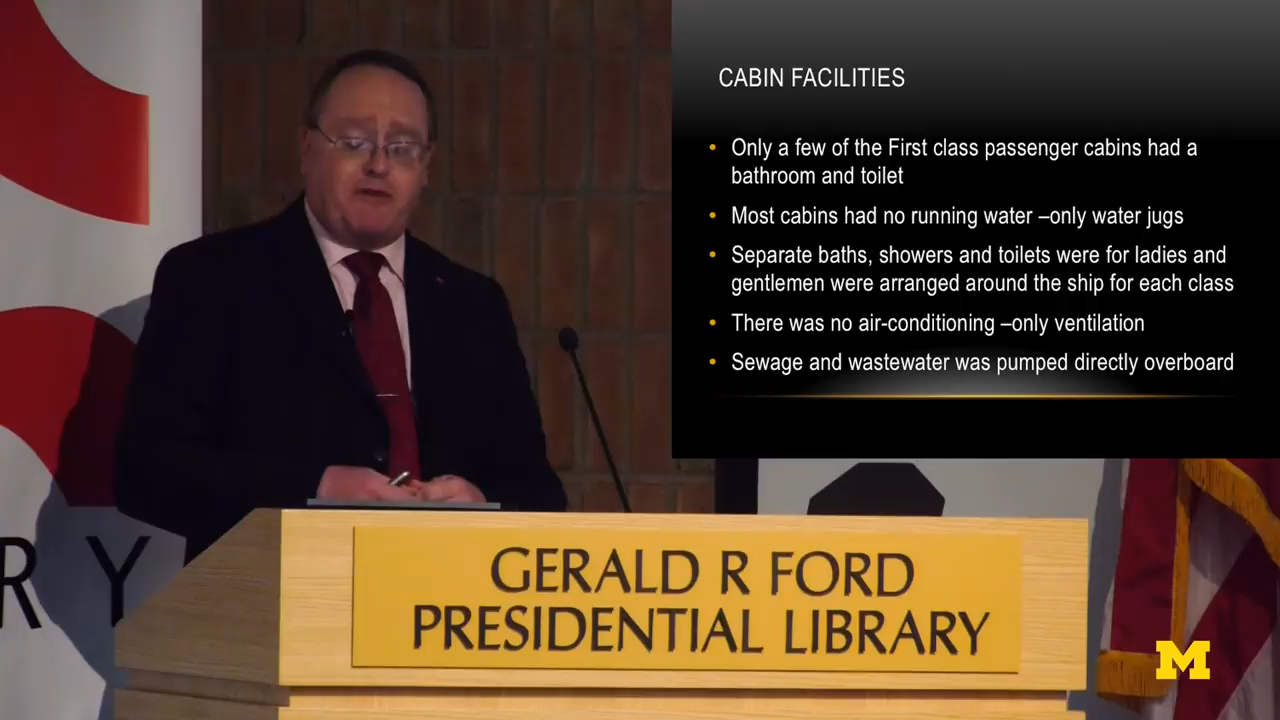 CABIN FACILITIES
• Only a few of the First class passenger cabins had a
bathroom and toilet
• Most cabins had no running water –only water jugs
• Separate baths, showers and toilets were for ladies and
gentlemen were arranged around the ship for each class
• There was no air-conditioning –only ventilation
• Sewage and wastewater was pumped directly overboard
RY
GERALD R FORD
PRESIDENTIAL LIBRARY
M